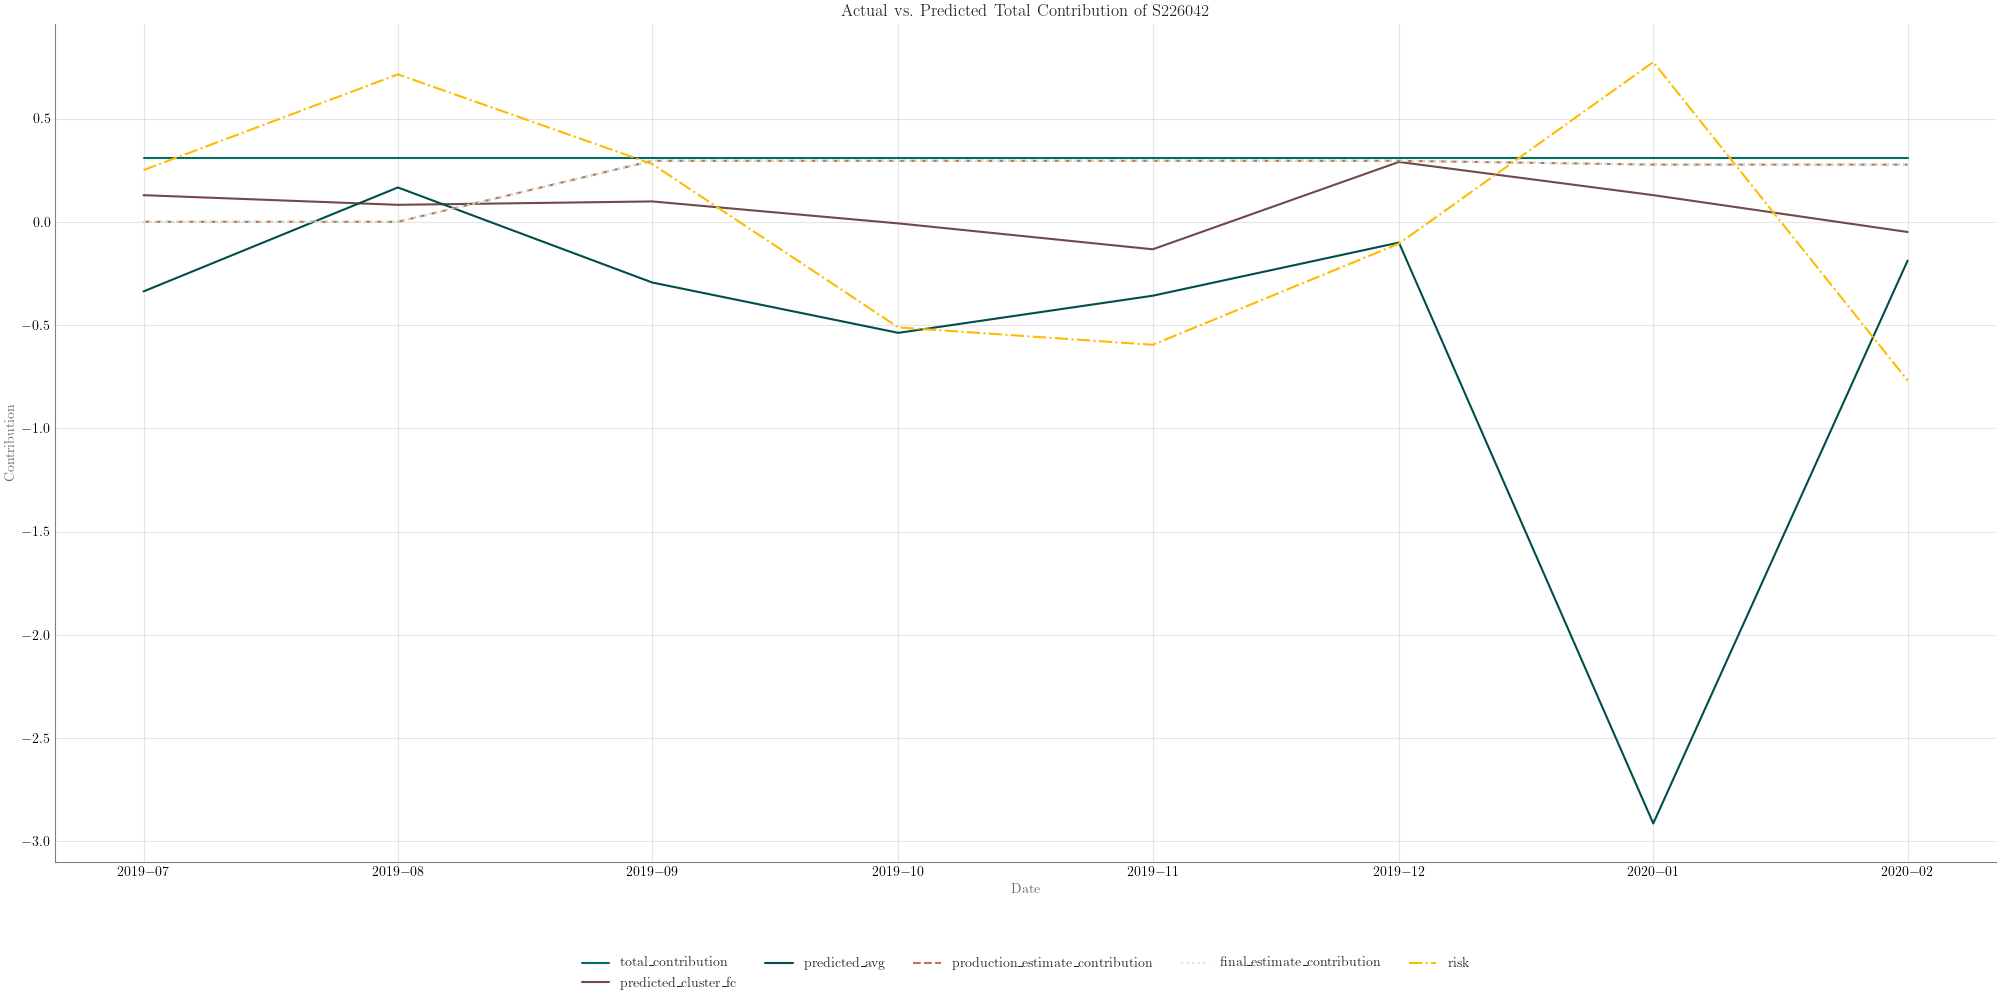 Actual vs. Predicted Total Contribution of S226042
Contribution
0.5
0.0
−0.5
−1.0
−1.5
−2.0
−2.5
−3.0
2019−07 2019−08 2019−09 2019−10 2019−11 2019−12 2020−01 2020−02
Date
total_contribution predicted_avg production_estimate_contribution final_estimate_contribution risk
predicted_cluster_fc